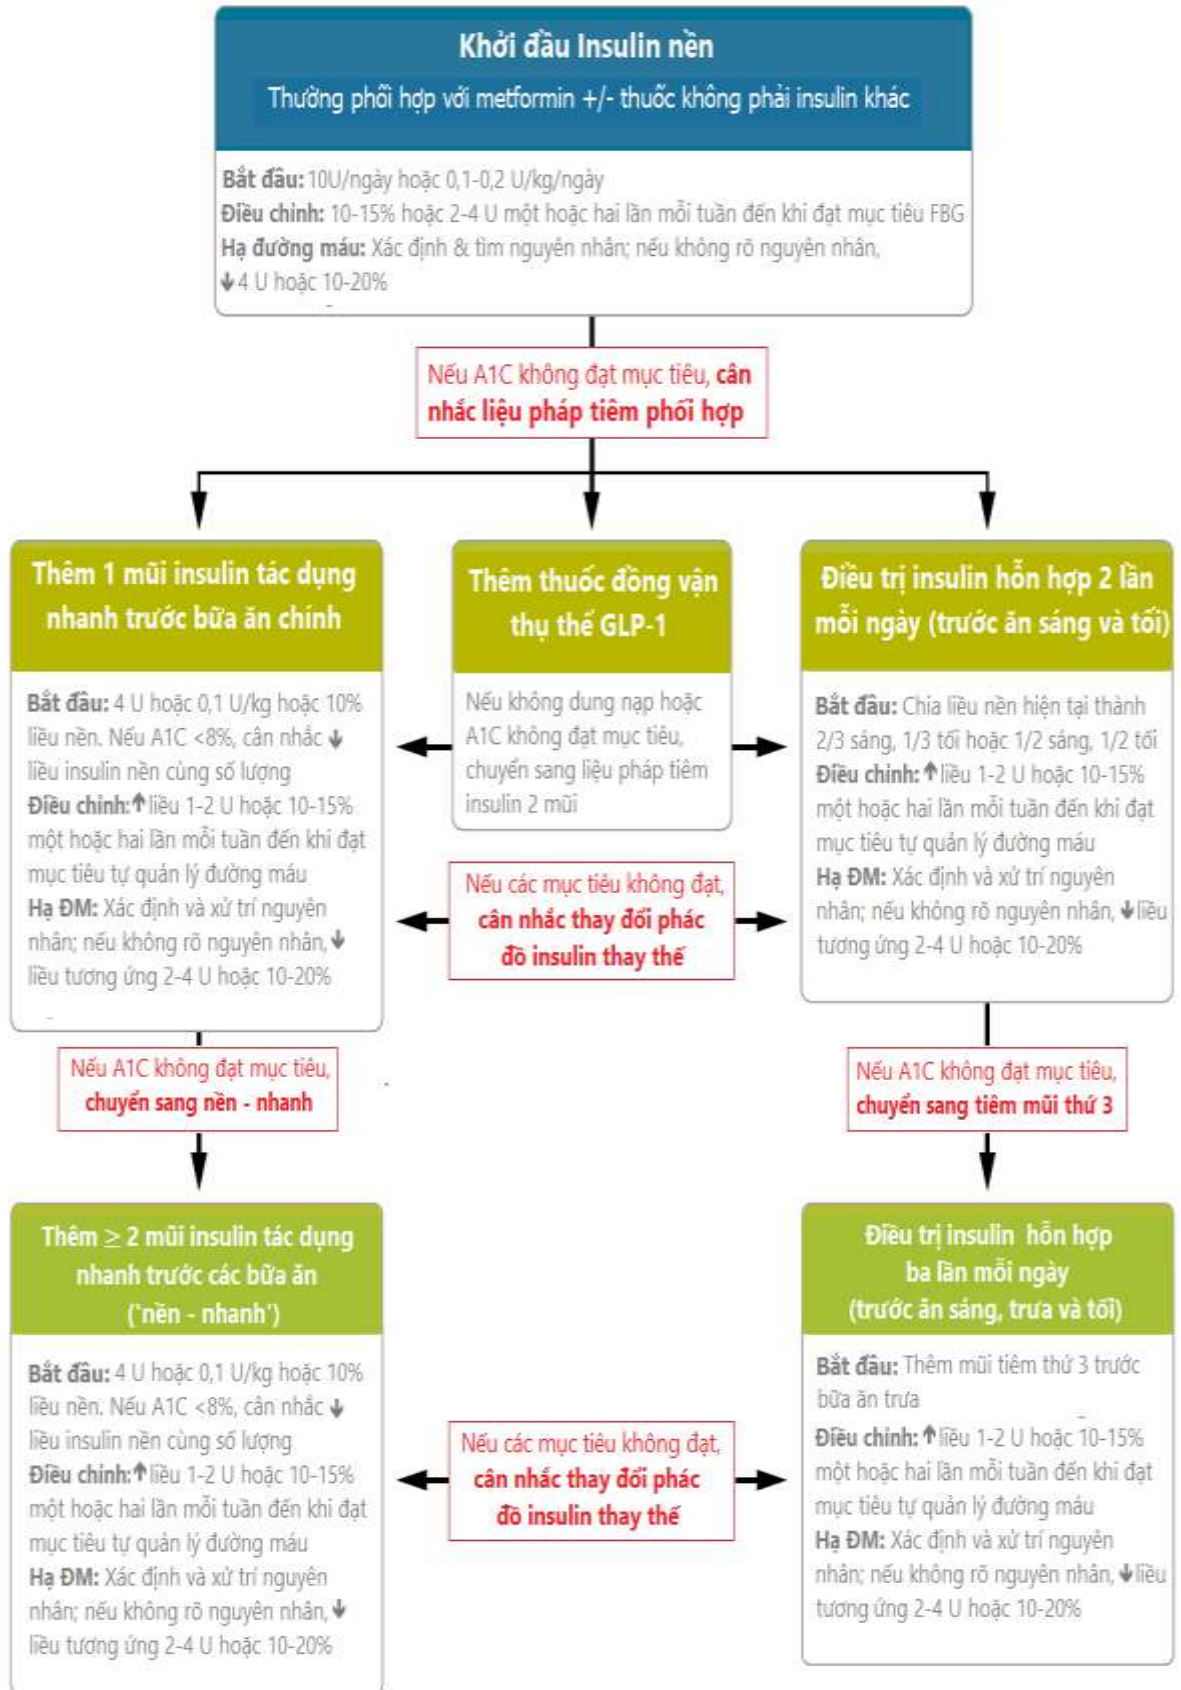 Khởi đầu Insulin nền
Thường phối hợp với metformin +/- thuốc không phải insulin khác
Bắt đầu: 10U/ngày hoặc 0,1-0,2 U/kg/ngày
Điều chỉnh: 10-15% hoặc 2-4 U một hoặc hai lần mỗi tuần đến khi đạt mục tiêu FBG
Hạ đường máu: Xác định & tìm nguyên nhân; nếu không rõ nguyên nhân,
↓ 4 U hoặc 10-20%
Nếu A1C không đạt mục tiêu, cân
nhắc liệu pháp tiêm phối hợp
Thêm 1 mũi insulin tác dụng
nhanh trước bữa ăn chính
Bắt đầu: 4 U hoặc 0,1 U/kg hoặc 10%
liều nền. Nếu A1C <8%, cân nhắc ↓
liều insulin nền cùng số lượng
Điều chỉnh:↑ liều 1-2 U hoặc 10-15%
một hoặc hai lần mỗi tuần đến khi đạt
mục tiêu tự quản lý đường máu
Hạ ĐM: Xác định và xử trí nguyên
nhân; nếu không rõ nguyên nhân, ↓
liều tương ứng 2-4 U hoặc 10-20%
Thêm thuốc đồng vận
thụ thể GLP-1
Nếu không dung nạp hoặc
A1C không đạt mục tiêu,
chuyển sang liệu pháp tiêm
insulin 2 mũi
Điều trị insulin hỗn hợp 2 lần
mỗi ngày (trước ăn sáng và tối)
Bắt đầu: Chia liều nền hiện tại thành
2/3 sáng, 1/3 tối hoặc 1/2 sáng, 1/2 tối
Điều chỉnh: ↑ liều 1-2 U hoặc 10-15%
một hoặc hai lần mỗi tuần đến khi đạt
mục tiêu tự quản lý đường máu
Hạ ĐM: Xác định và xử trí nguyên
nhân; nếu không rõ nguyên nhân, ↓ liều
tương ứng 2-4 U hoặc 10-20%
Nếu các mục tiêu không đạt,
cân nhắc thay đổi phác
đồ insulin thay thế
Nếu A1C không đạt mục tiêu,
chuyển sang nền - nhanh
Nếu A1C không đạt mục tiêu,
chuyển sang tiêm mũi thứ 3
Thêm ≥ 2 mũi insulin tác dụng
nhanh trước các bữa ăn
('nền - nhanh')
Bắt đầu: 4 U hoặc 0,1 U/kg hoặc 10%
liều nền. Nếu A1C <8%, cân nhắc ↓
liều insulin nền cùng số lượng
Điều chỉnh:↑ liều 1-2 U hoặc 10-15%
một hoặc hai lần mỗi tuần đến khi đạt
mục tiêu tự quản lý đường máu
Hạ ĐM: Xác định và xử trí nguyên
nhân; nếu không rõ nguyên nhân, ↓
liều tương ứng 2-4 U hoặc 10-20%
Nếu các mục tiêu không đạt,
cân nhắc thay đổi phác
đồ insulin thay thế
Điều trị insulin hỗn hợp
ba lần mỗi ngày
(trước ăn sáng, trưa và tối)
Bắt đầu: Thêm mũi tiêm thứ 3 trước
bữa ăn trưa
Điều chỉnh: ↑ liều 1-2 U hoặc 10-15%
một hoặc hai lần mỗi tuần đến khi đạt
mục tiêu tự quản lý đường máu
Hạ ĐM: Xác định và xử trí nguyên
nhân; nếu không rõ nguyên nhân, ↓ liều
tương ứng 2-4 U hoặc 10-20%